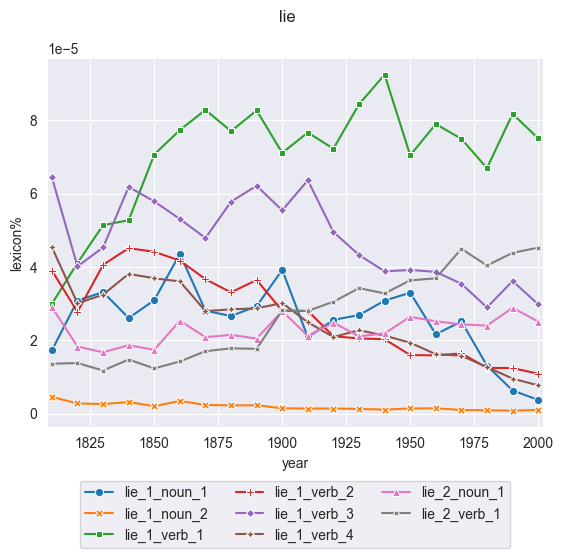 lie
1e−5
8
6
4
2
0
lexicon%
1825 1850 1875 1900 1925 1950 1975 2000
year
lie_1_noun_1 lie_1_verb_2 lie_2_noun_1
lie_1_noun_2 lie_1_verb_3 lie_2_verb_1
lie_1_verb_1 lie_1_verb_4